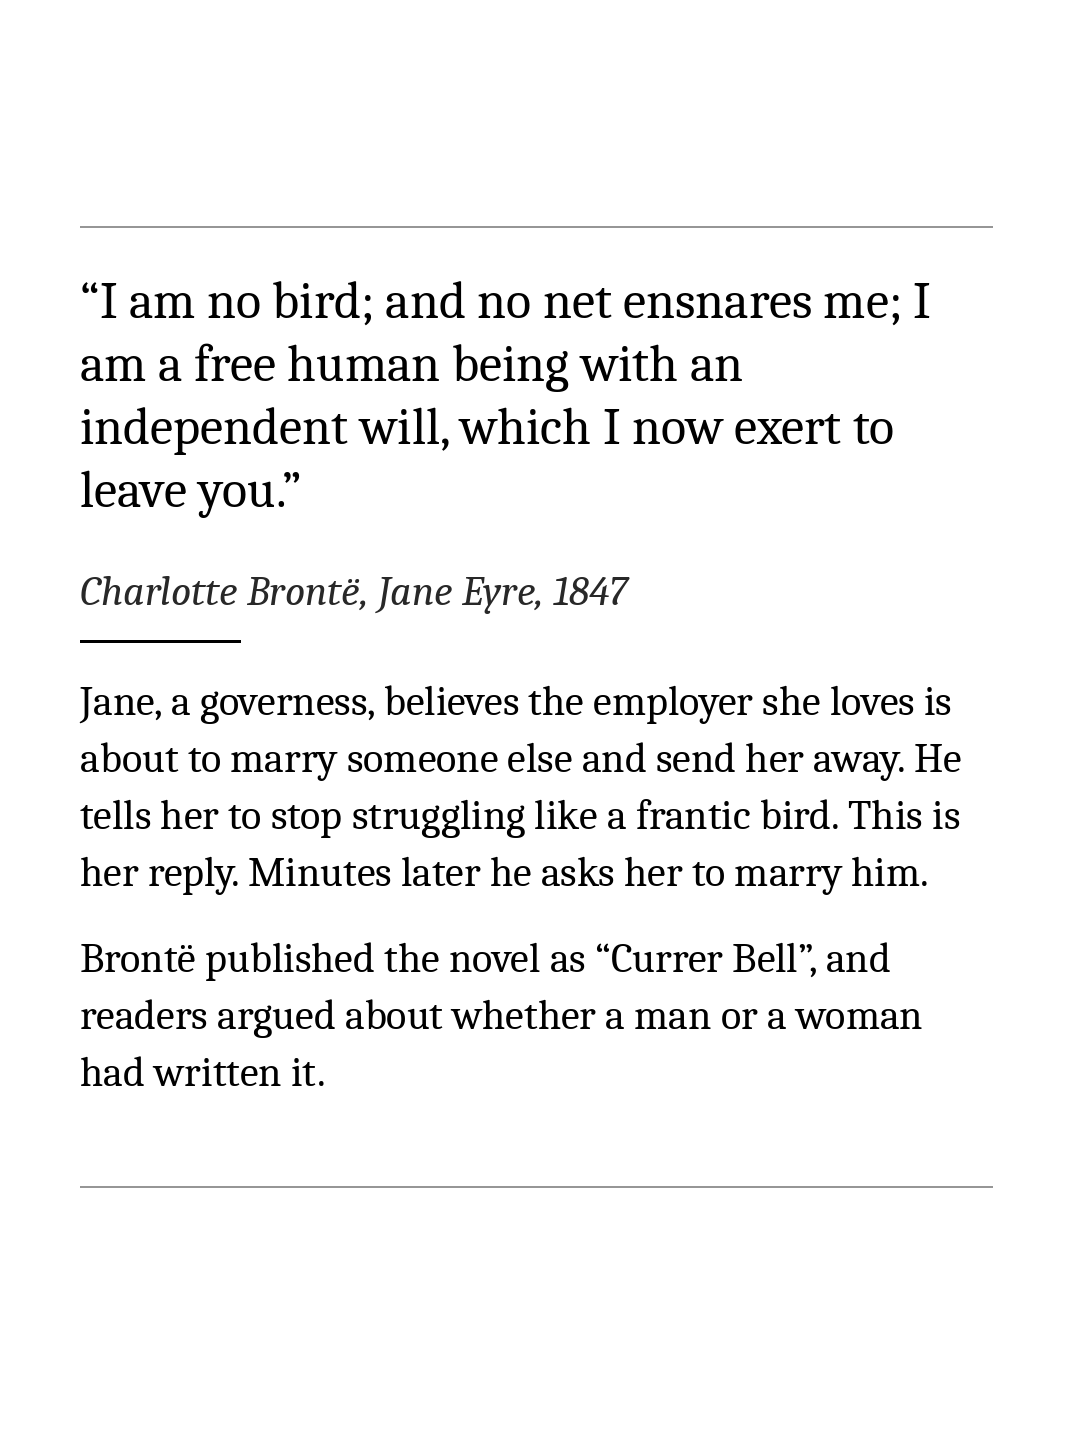 “I am no bird; and no net ensnares me; I
am a free human being with an
independent will, which I now exert to
leave you.”
Charlotte Brontë, Jane Eyre, 1847
Jane, a governess, believes the employer she loves is
about to marry someone else and send her away. He
tells her to stop struggling like a frantic bird. This is
her reply. Minutes later he asks her to marry him.
Brontë published the novel as “Currer Bell”, and
readers argued about whether a man or a woman
had written it.